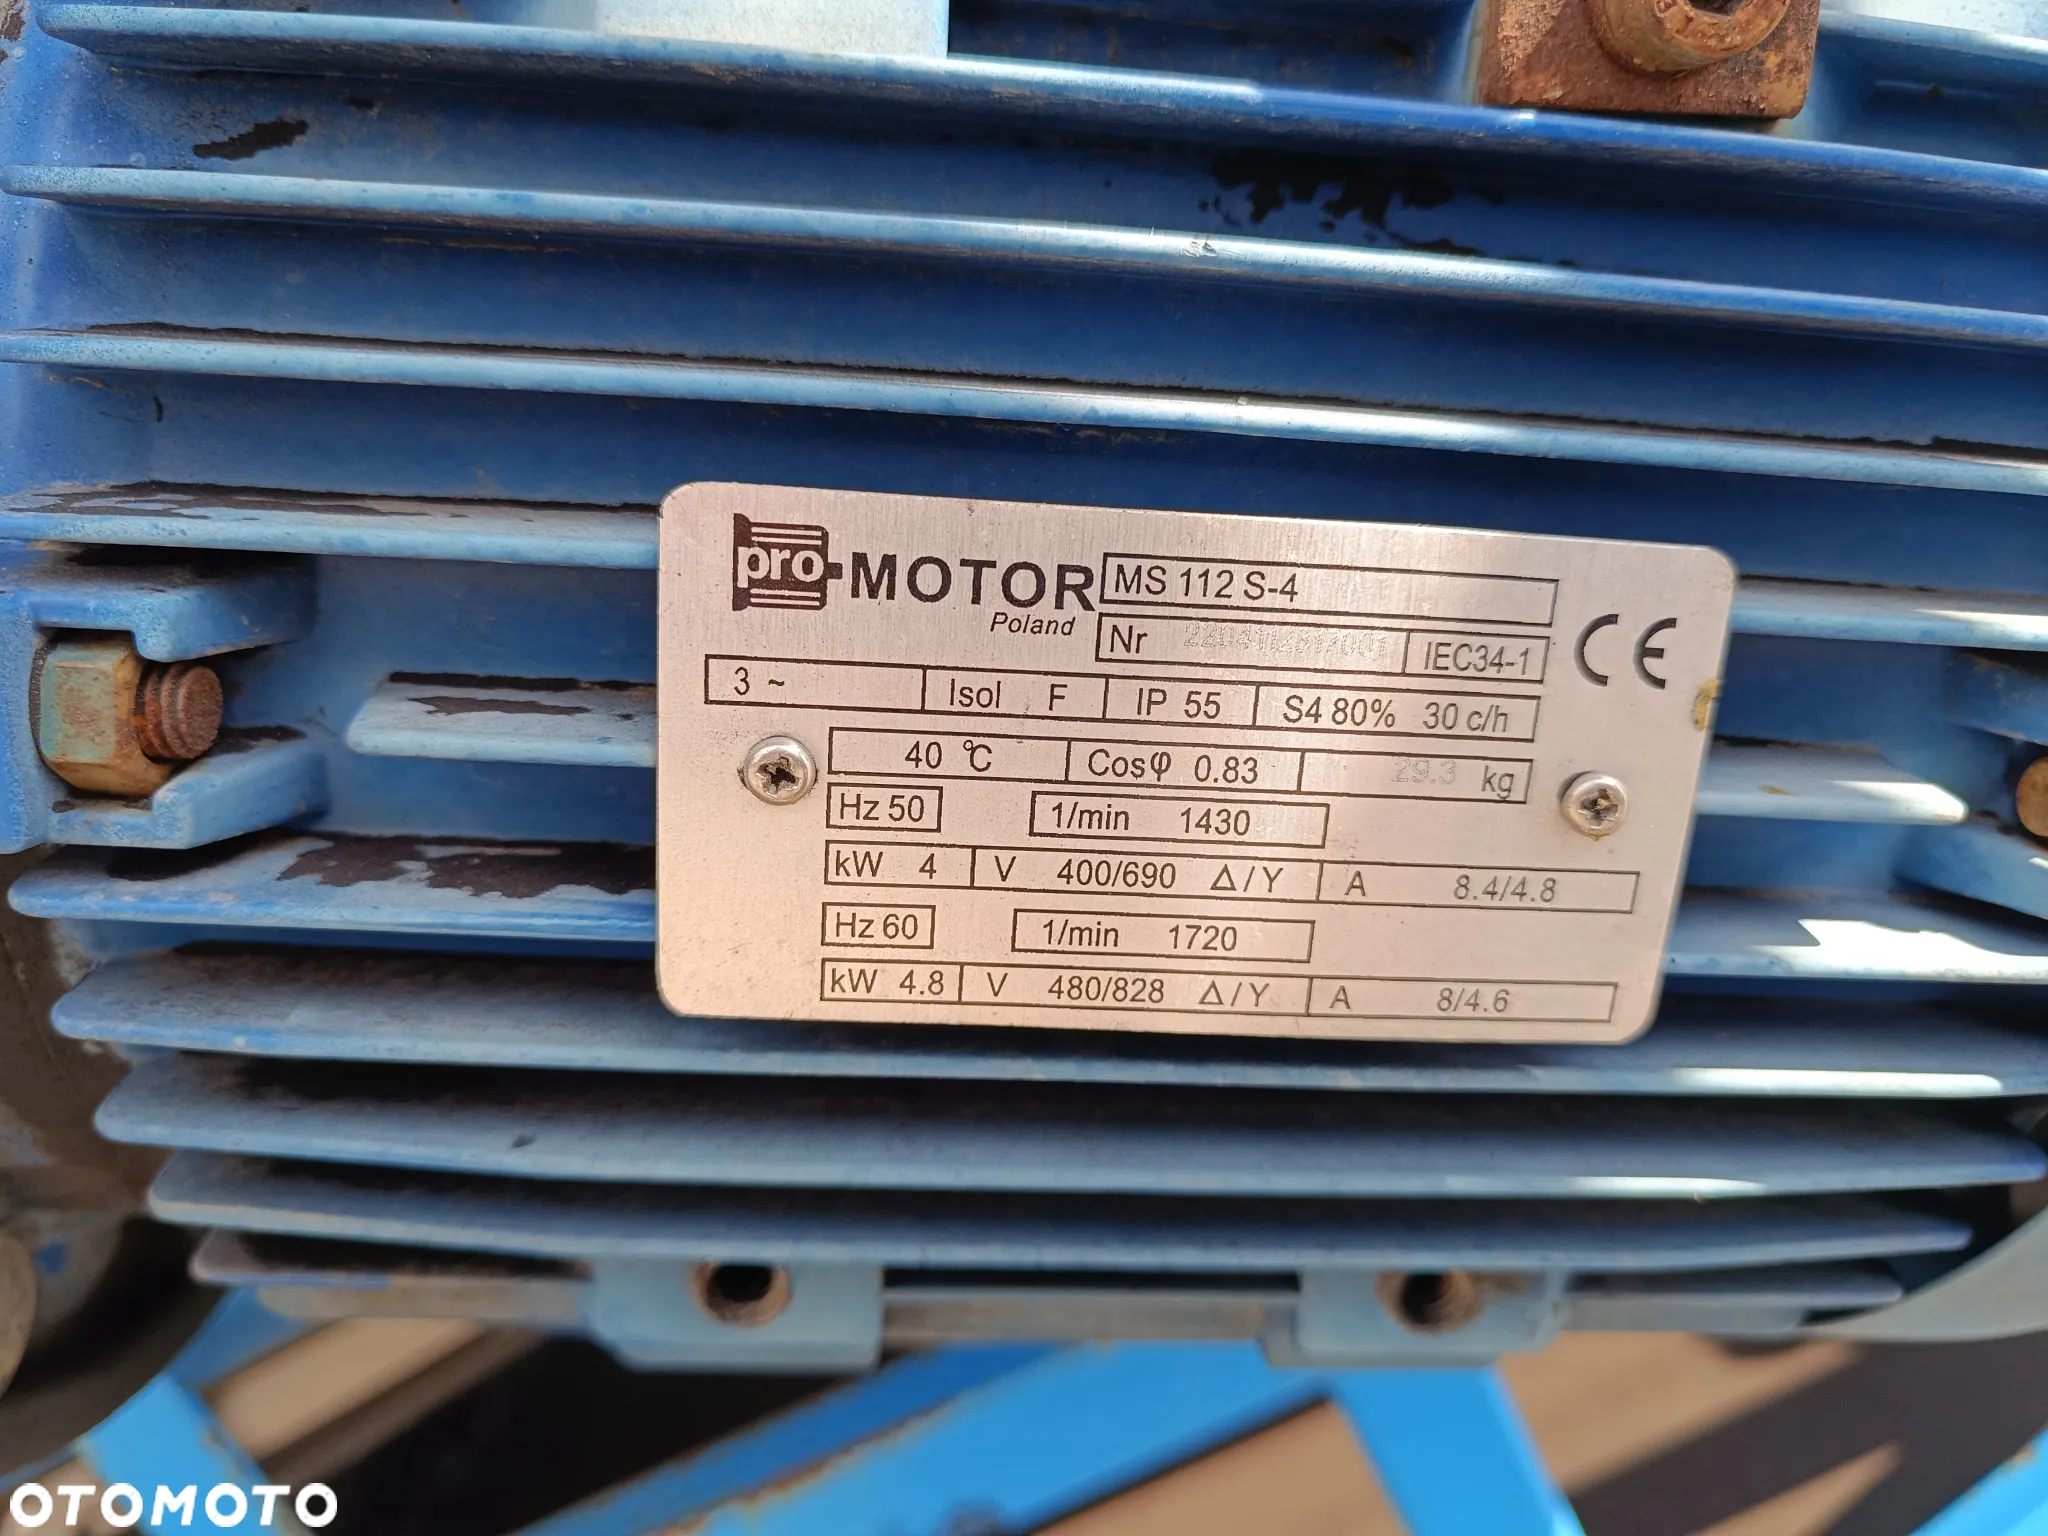 pro-MOTOR MS 112 S-4
Poland
Nr 2204112817001 IEC34-1 CE
3 ~ Isol F IP 55 S4 80% 30 c/h
40 °C Cosφ 0.83 29.3 kg
Hz 50 1/min 1430
kW 4 V 400/690 Δ/Y A 8.4/4.8
Hz 60 1/min 1720
kW 4.8 V 480/828 Δ/Y A 8/4.6
OTOMOTO